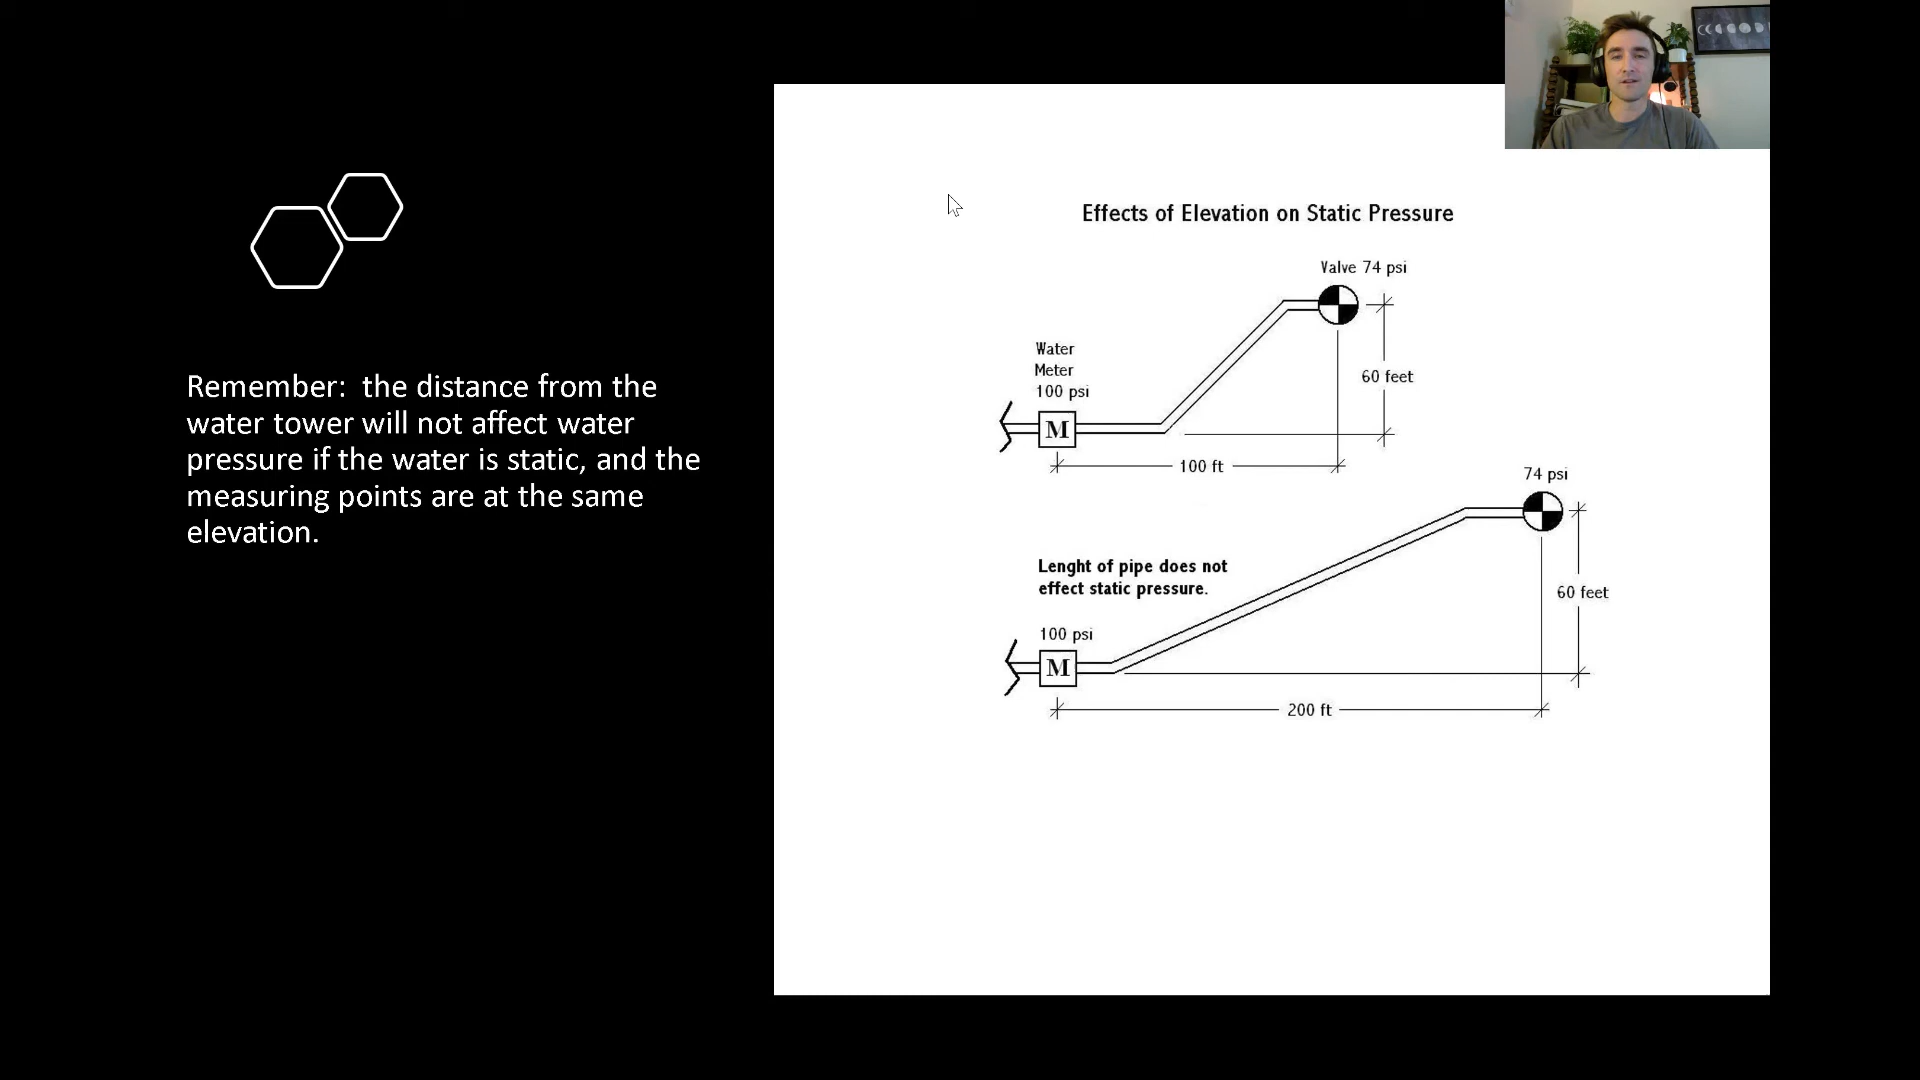 Remember:  the distance from the
water tower will not affect water
pressure if the water is static, and the
measuring points are at the same
elevation.
Effects of Elevation on Static Pressure
Valve 74 psi
Water
Meter
100 psi
M
60 feet
100 ft
74 psi
Lenght of pipe does not
effect static pressure.
60 feet
100 psi
M
200 ft